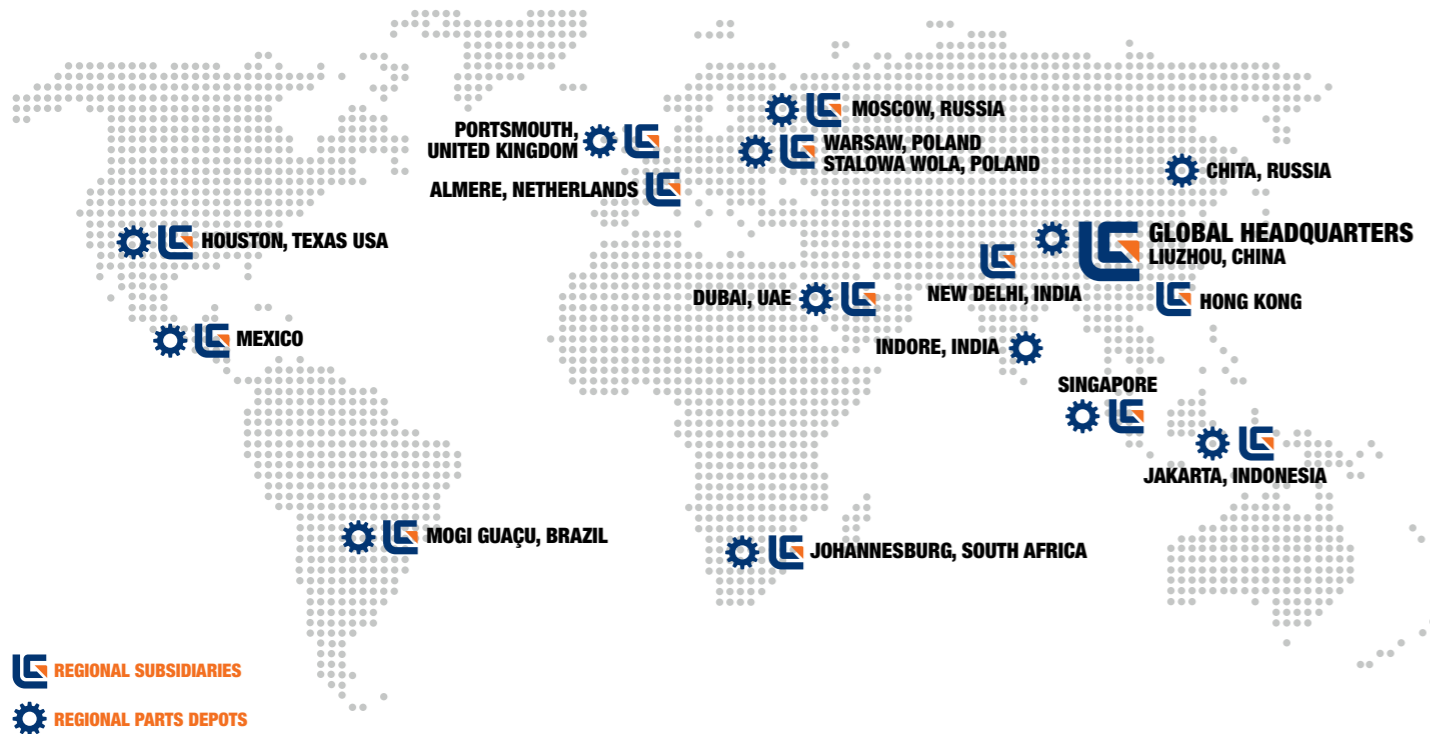 MOSCOW, RUSSIA
PORTSMOUTH,
UNITED KINGDOM
WARSAW, POLAND
STALOWA WOLA, POLAND
CHITA, RUSSIA
ALMERE, NETHERLANDS
HOUSTON, TEXAS USA
GLOBAL HEADQUARTERS
LIUZHOU, CHINA
NEW DELHI, INDIA
DUBAI, UAE
HONG KONG
MEXICO
INDORE, INDIA
SINGAPORE
JAKARTA, INDONESIA
MOGI GUAÇU, BRAZIL
JOHANNESBURG, SOUTH AFRICA
REGIONAL SUBSIDIARIES
REGIONAL PARTS DEPOTS